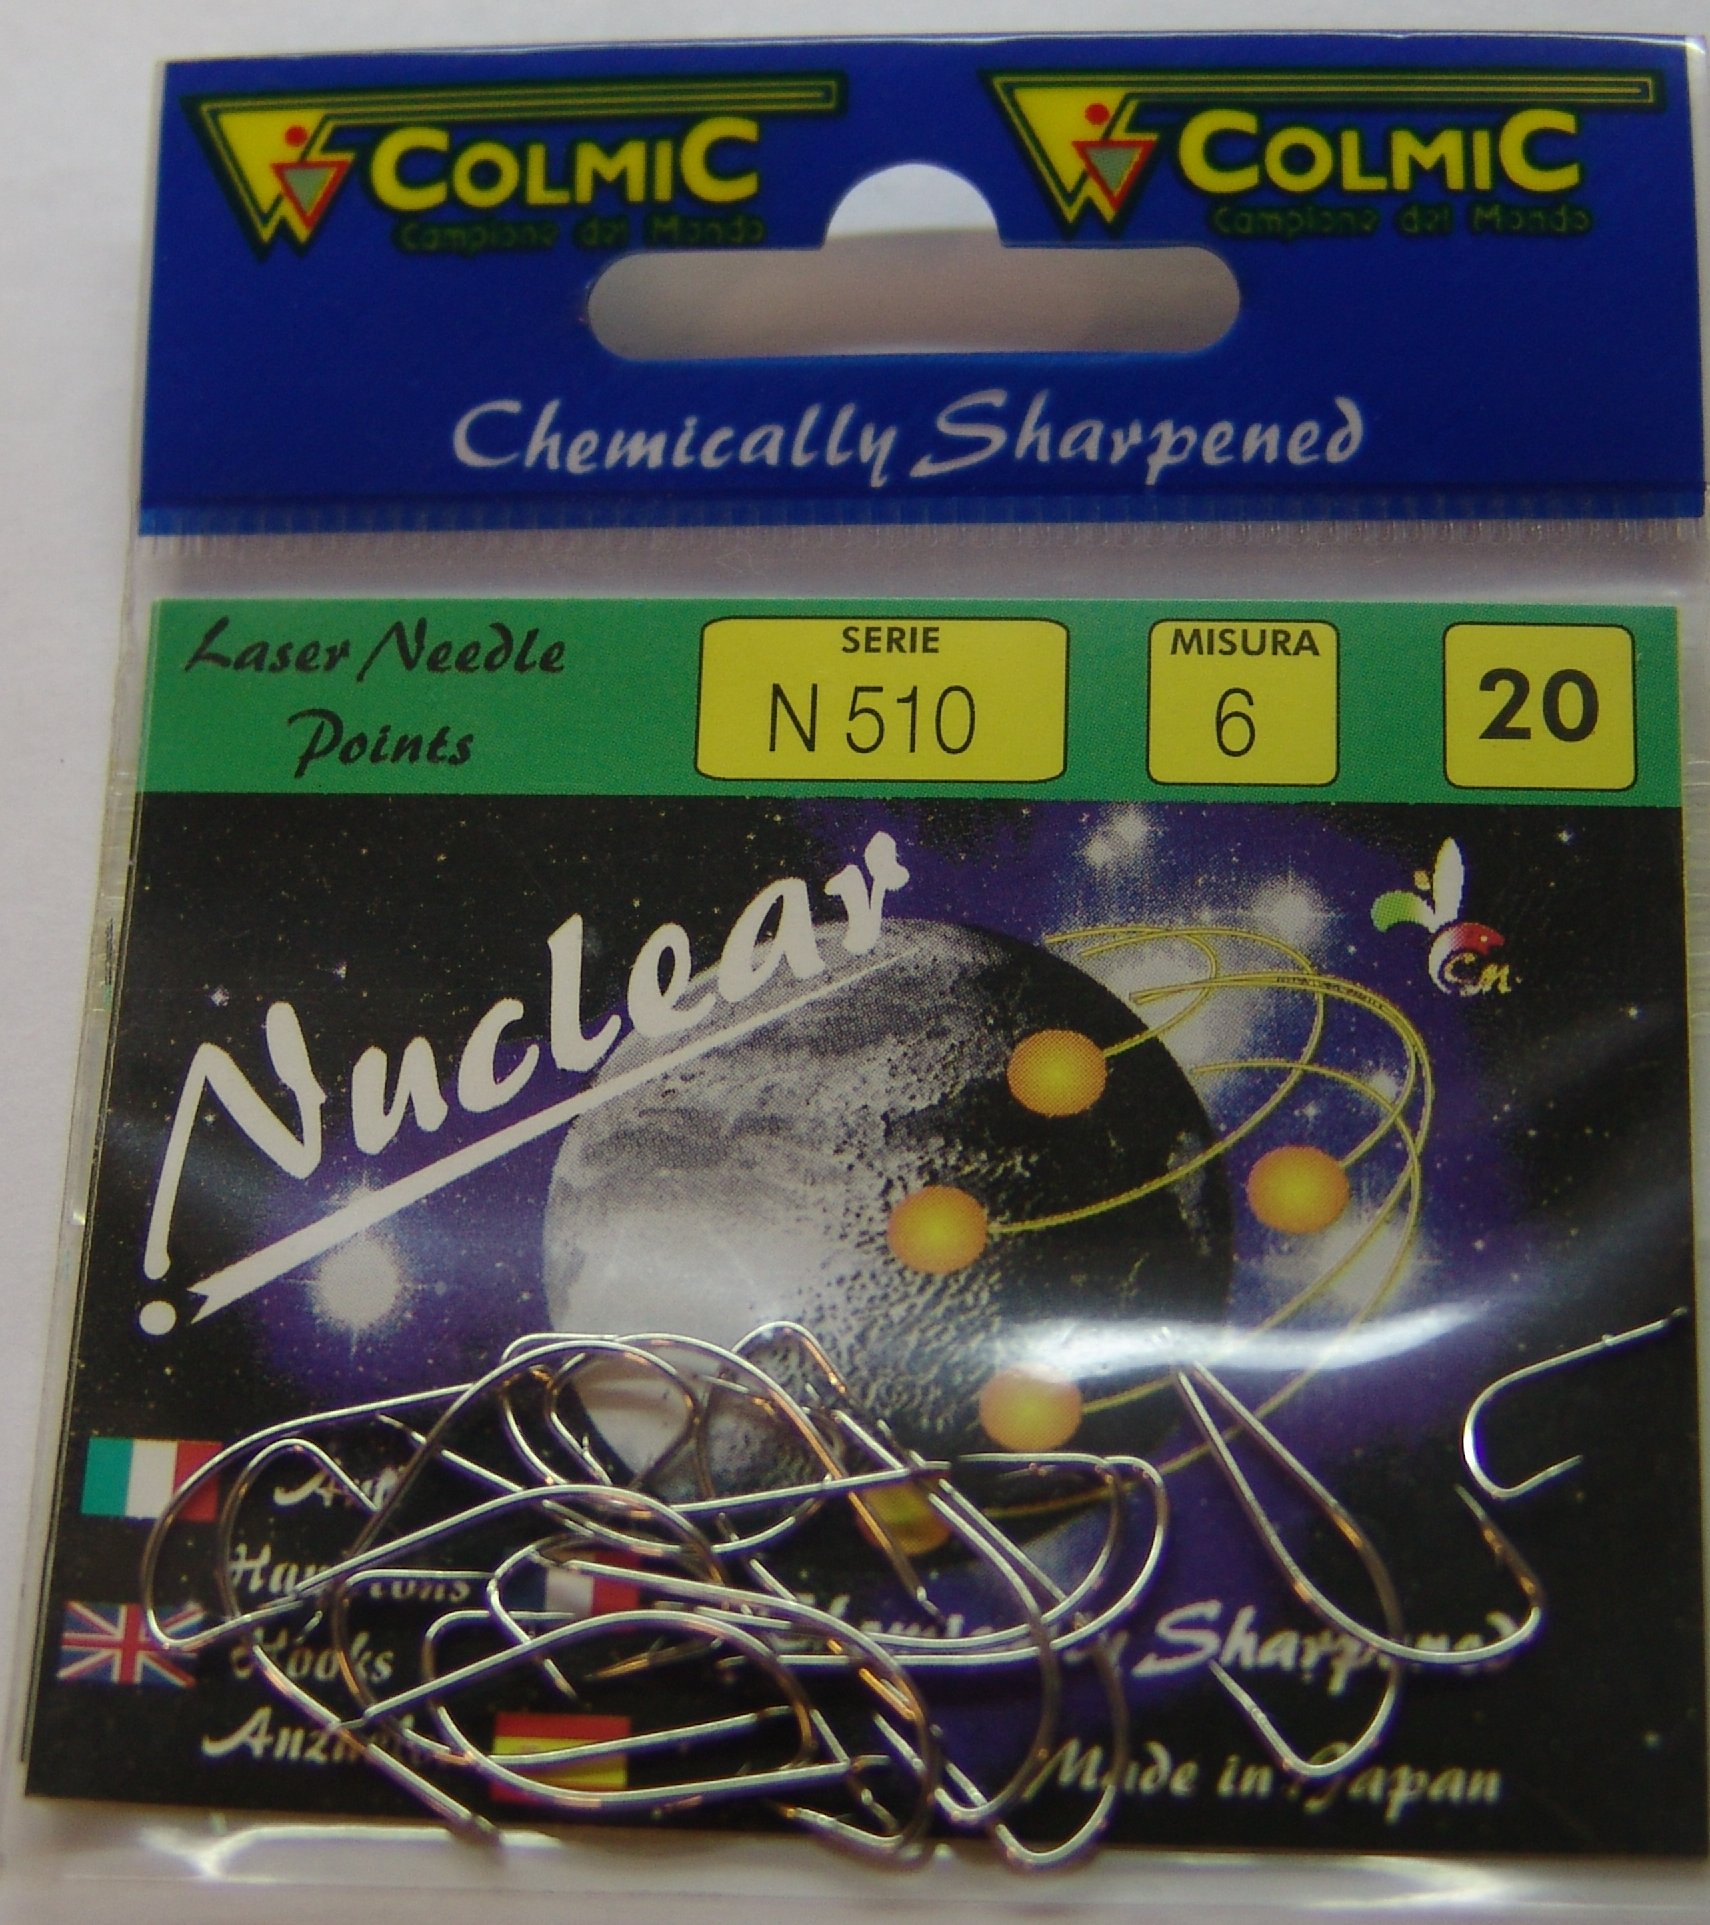 COLMIC COLMIC
Campione del Mondo Campione del Mondo
Chemically Sharpened
Laser Needle
Points
SERIE
N 510
MISURA
6
20
Nuclear
Cm
Hooks
Sharpened
Made in Japan